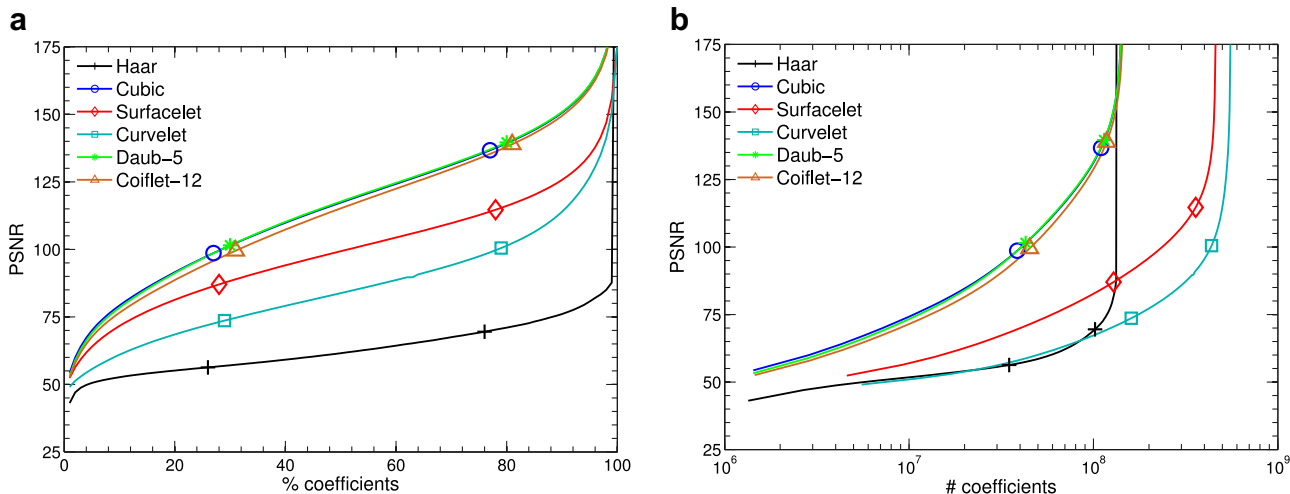 a
175
150
125
100
75
50
25
PSNR
Haar
Cubic
Surfacelet
Curvelet
Daub-5
Coiflet-12
0 20 40 60 80 100
% coefficients
b
175
150
125
100
75
50
25
PSNR
Haar
Cubic
Surfacelet
Curvelet
Daub-5
Coiflet-12
10^6 10^7 10^8 10^9
# coefficients